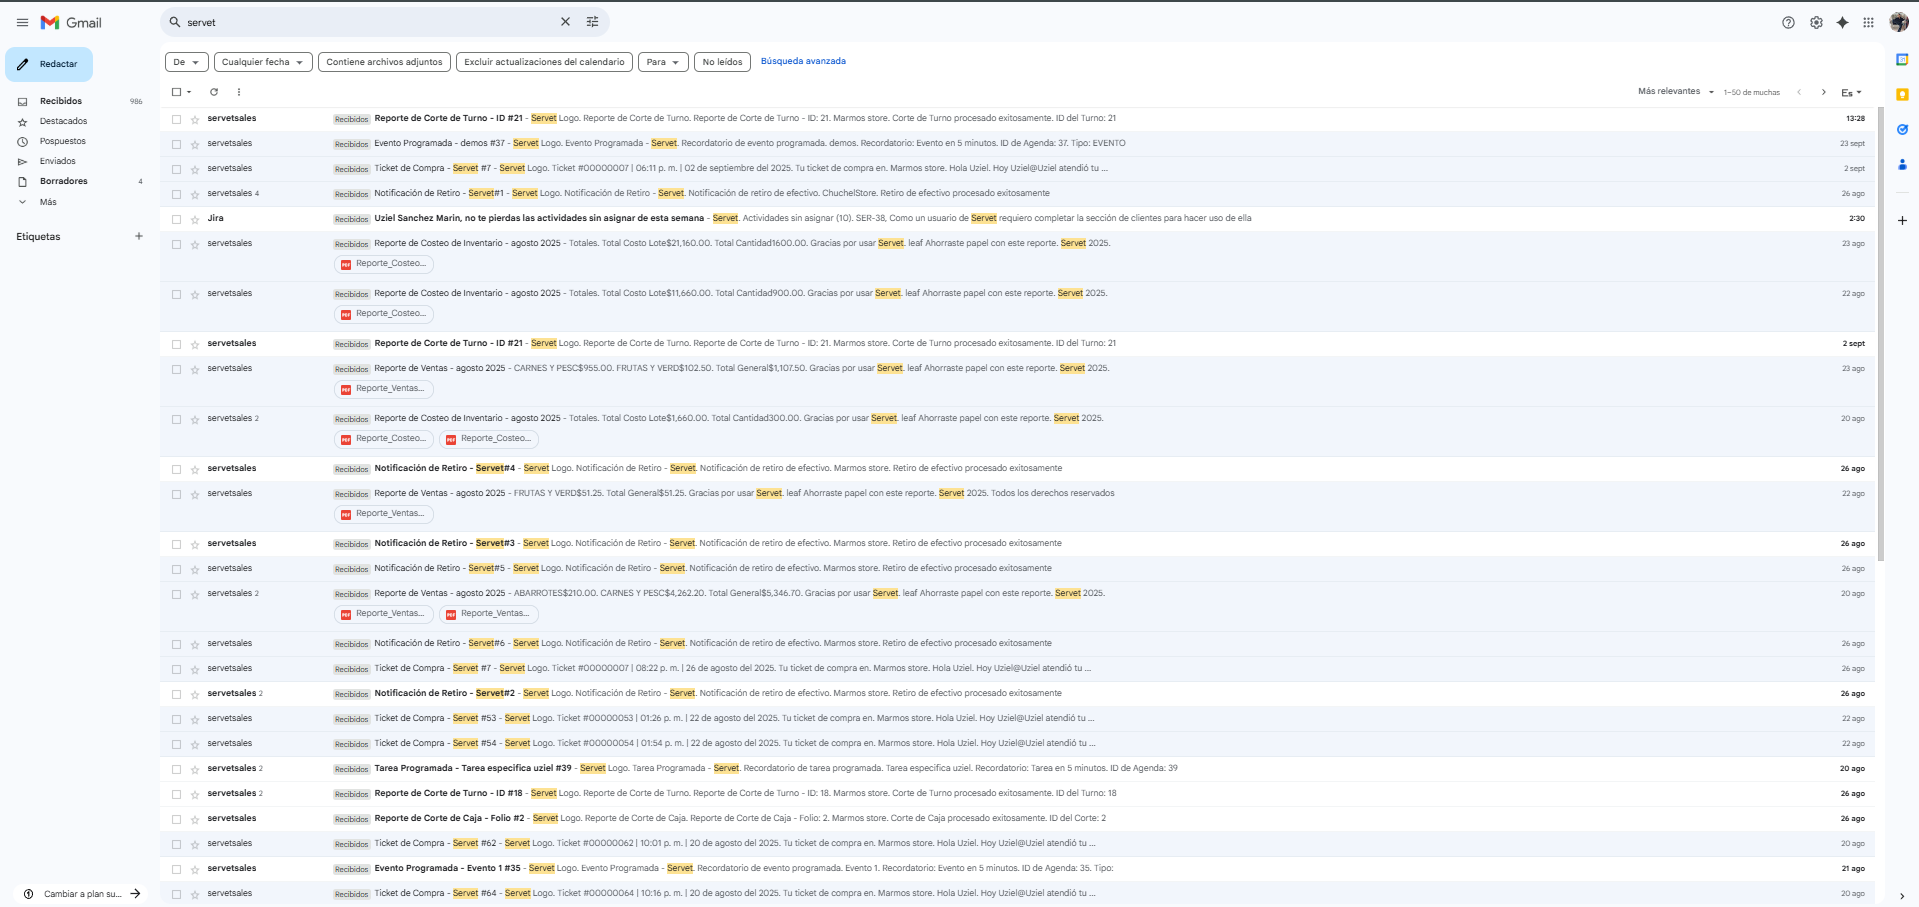 Gmail
servet
Redactar
Recibidos 986
Destacados
Pospuestos
Enviados
Borradores 4
Más
Etiquetas
De Cualquier fecha Contiene archivos adjuntos Excluir actualizaciones del calendario Para No leídos Búsqueda avanzada
Más relevantes 1–50 de muchas Es
servetsales Recibidos Reporte de Corte de Turno - ID #21 - Servet Logo. Reporte de Corte de Turno. Reporte de Corte de Turno - ID: 21. Marmos store. Corte de Turno procesado exitosamente. ID del Turno: 21 13:28
servetsales Recibidos Evento Programada - demos #37 - Servet Logo. Evento Programada - Servet. Recordatorio de evento programada. demos. Recordatorio: Evento en 5 minutos. ID de Agenda: 37. Tipo: EVENTO 23 sept
servetsales Recibidos Ticket de Compra - Servet #7 - Servet Logo. Ticket #00000007 | 06:11 p. m. | 02 de septiembre del 2025. Tu ticket de compra en. Marmos store. Hola Uziel. Hoy Uziel@Uziel atendió tu ... 2 sept
servetsales 4 Recibidos Notificación de Retiro - Servet#1 - Servet Logo. Notificación de Retiro - Servet. Notificación de retiro de efectivo. ChuchelStore. Retiro de efectivo procesado exitosamente 26 ago
Jira Recibidos Uziel Sanchez Marin, no te pierdas las actividades sin asignar de esta semana - Servet. Actividades sin asignar (10). SER-38, Como un usuario de Servet requiero completar la sección de clientes para hacer uso de ella 2:30
servetsales Recibidos Reporte de Costeo de Inventario - agosto 2025 - Totales. Total Costo Lote$21,160.00. Total Cantidad1600.00. Gracias por usar Servet. leaf Ahorraste papel con este reporte. Servet 2025. 23 ago
PDF Reporte_Costeo...
servetsales Recibidos Reporte de Costeo de Inventario - agosto 2025 - Totales. Total Costo Lote$11,660.00. Total Cantidad900.00. Gracias por usar Servet. leaf Ahorraste papel con este reporte. Servet 2025. 22 ago
PDF Reporte_Costeo...
servetsales Recibidos Reporte de Corte de Turno - ID #21 - Servet Logo. Reporte de Corte de Turno. Reporte de Corte de Turno - ID: 21. Marmos store. Corte de Turno procesado exitosamente. ID del Turno: 21 2 sept
servetsales Recibidos Reporte de Ventas - agosto 2025 - CARNES Y PESC$955.00. FRUTAS Y VERD$102.50. Total General$1,107.50. Gracias por usar Servet. leaf Ahorraste papel con este reporte. Servet 2025. 23 ago
PDF Reporte_Ventas...
servetsales 2 Recibidos Reporte de Costeo de Inventario - agosto 2025 - Totales. Total Costo Lote$1,660.00. Total Cantidad300.00. Gracias por usar Servet. leaf Ahorraste papel con este reporte. Servet 2025. 20 ago
PDF Reporte_Costeo... PDF Reporte_Costeo...
servetsales Recibidos Notificación de Retiro - Servet#4 - Servet Logo. Notificación de Retiro - Servet. Notificación de retiro de efectivo. Marmos store. Retiro de efectivo procesado exitosamente 26 ago
servetsales Recibidos Reporte de Ventas - agosto 2025 - FRUTAS Y VERD$51.25. Total General$51.25. Gracias por usar Servet. leaf Ahorraste papel con este reporte. Servet 2025. Todos los derechos reservados 22 ago
PDF Reporte_Ventas...
servetsales Recibidos Notificación de Retiro - Servet#3 - Servet Logo. Notificación de Retiro - Servet. Notificación de retiro de efectivo. Marmos store. Retiro de efectivo procesado exitosamente 26 ago
servetsales Recibidos Notificación de Retiro - Servet#5 - Servet Logo. Notificación de Retiro - Servet. Notificación de retiro de efectivo. Marmos store. Retiro de efectivo procesado exitosamente 26 ago
servetsales 2 Recibidos Reporte de Ventas - agosto 2025 - ABARROTES$210.00. CARNES Y PESC$4,262.20. Total General$5,346.70. Gracias por usar Servet. leaf Ahorraste papel con este reporte. Servet 2025. 20 ago
PDF Reporte_Ventas... PDF Reporte_Ventas...
servetsales Recibidos Notificación de Retiro - Servet#6 - Servet Logo. Notificación de Retiro - Servet. Notificación de retiro de efectivo. Marmos store. Retiro de efectivo procesado exitosamente 26 ago
servetsales Recibidos Ticket de Compra - Servet #7 - Servet Logo. Ticket #00000007 | 08:22 p. m. | 26 de agosto del 2025. Tu ticket de compra en. Marmos store. Hola Uziel. Hoy Uziel@Uziel atendió tu ... 26 ago
servetsales 2 Recibidos Notificación de Retiro - Servet#2 - Servet Logo. Notificación de Retiro - Servet. Notificación de retiro de efectivo. Marmos store. Retiro de efectivo procesado exitosamente 26 ago
servetsales Recibidos Ticket de Compra - Servet #53 - Servet Logo. Ticket #00000053 | 01:26 p. m. | 22 de agosto del 2025. Tu ticket de compra en. Marmos store. Hola Uziel. Hoy Uziel@Uziel atendió tu ... 22 ago
servetsales Recibidos Ticket de Compra - Servet #54 - Servet Logo. Ticket #00000054 | 01:54 p. m. | 22 de agosto del 2025. Tu ticket de compra en. Marmos store. Hola Uziel. Hoy Uziel@Uziel atendió tu ... 22 ago
servetsales 2 Recibidos Tarea Programada - Tarea especifica uziel #39 - Servet Logo. Tarea Programada - Servet. Recordatorio de tarea programada. Tarea especifica uziel. Recordatorio: Tarea en 5 minutos. ID de Agenda: 39 20 ago
servetsales 2 Recibidos Reporte de Corte de Turno - ID #18 - Servet Logo. Reporte de Corte de Turno. Reporte de Corte de Turno - ID: 18. Marmos store. Corte de Turno procesado exitosamente. ID del Turno: 18 26 ago
servetsales Recibidos Reporte de Corte de Caja - Folio #2 - Servet Logo. Reporte de Corte de Caja. Reporte de Corte de Caja - Folio: 2. Marmos store. Corte de Caja procesado exitosamente. ID del Corte: 2 26 ago
servetsales Recibidos Ticket de Compra - Servet #62 - Servet Logo. Ticket #00000062 | 10:01 p. m. | 20 de agosto del 2025. Tu ticket de compra en. Marmos store. Hola Uziel. Hoy Uziel@Uziel atendió tu ... 20 ago
servetsales Recibidos Evento Programada - Evento 1 #35 - Servet Logo. Evento Programada - Servet. Recordatorio de evento programada. Evento 1. Recordatorio: Evento en 5 minutos. ID de Agenda: 35. Tipo: 21 ago
servetsales Recibidos Ticket de Compra - Servet #64 - Servet Logo. Ticket #00000064 | 10:16 p. m. | 20 de agosto del 2025. Tu ticket de compra en. Marmos store. Hola Uziel. Hoy Uziel@Uziel atendió tu ... 20 ago
Cambiar a plan su...